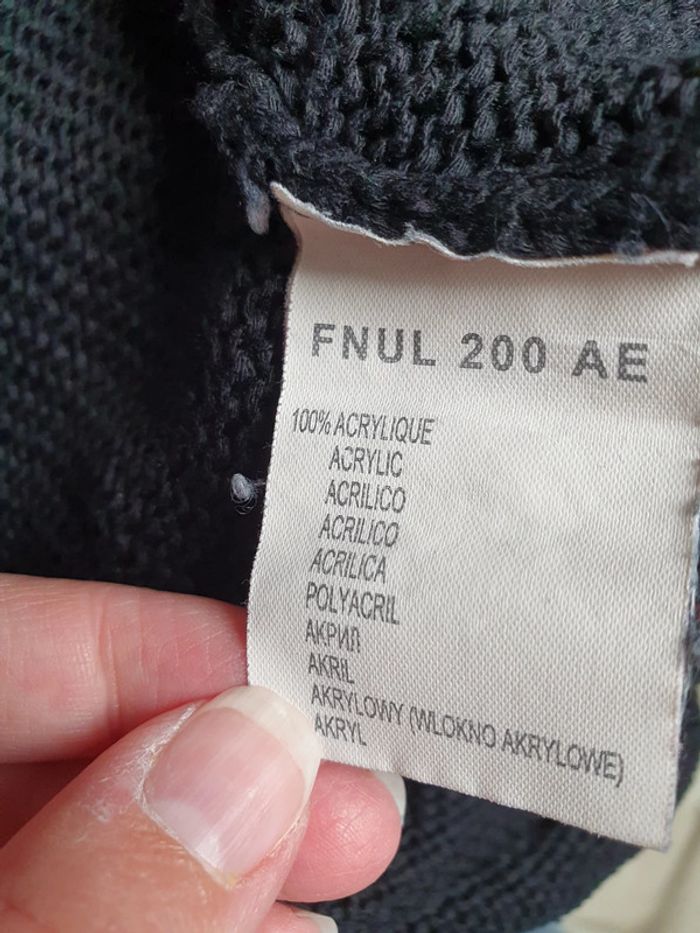 FNUL 200 AE
100% ACRYLIQUE
ACRYLIC
ACRILICO
ACRILICO
ACRILICA
POLYACRIL
АКРИЛ
AKRIL
AKRYLOWY (WLOKNO AKRYLOWE)
AKRYL